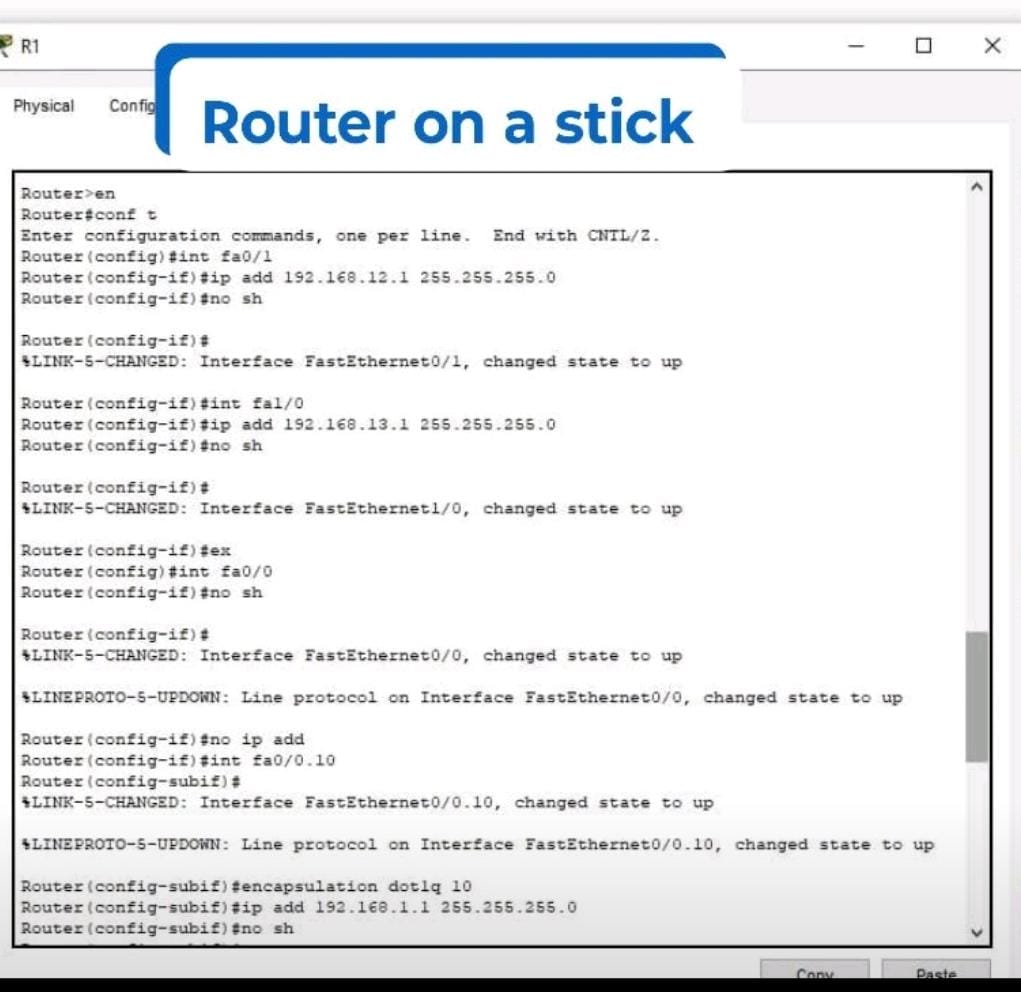 R1
Physical Config
Router on a stick
Router>en
Router#conf t
Enter configuration commands, one per line.  End with CNTL/Z.
Router(config)#int fa0/1
Router(config-if)#ip add 192.168.12.1 255.255.255.0
Router(config-if)#no sh
Router(config-if)#
%LINK-5-CHANGED: Interface FastEthernet0/1, changed state to up
Router(config-if)#int fa1/0
Router(config-if)#ip add 192.168.13.1 255.255.255.0
Router(config-if)#no sh
Router(config-if)#
%LINK-5-CHANGED: Interface FastEthernet1/0, changed state to up
Router(config-if)#ex
Router(config)#int fa0/0
Router(config-if)#no sh
Router(config-if)#
%LINK-5-CHANGED: Interface FastEthernet0/0, changed state to up
%LINEPROTO-5-UPDOWN: Line protocol on Interface FastEthernet0/0, changed state to up
Router(config-if)#no ip add
Router(config-if)#int fa0/0.10
Router(config-subif)#
%LINK-5-CHANGED: Interface FastEthernet0/0.10, changed state to up
%LINEPROTO-5-UPDOWN: Line protocol on Interface FastEthernet0/0.10, changed state to up
Router(config-subif)#encapsulation dot1q 10
Router(config-subif)#ip add 192.168.1.1 255.255.255.0
Router(config-subif)#no sh
Copy Paste